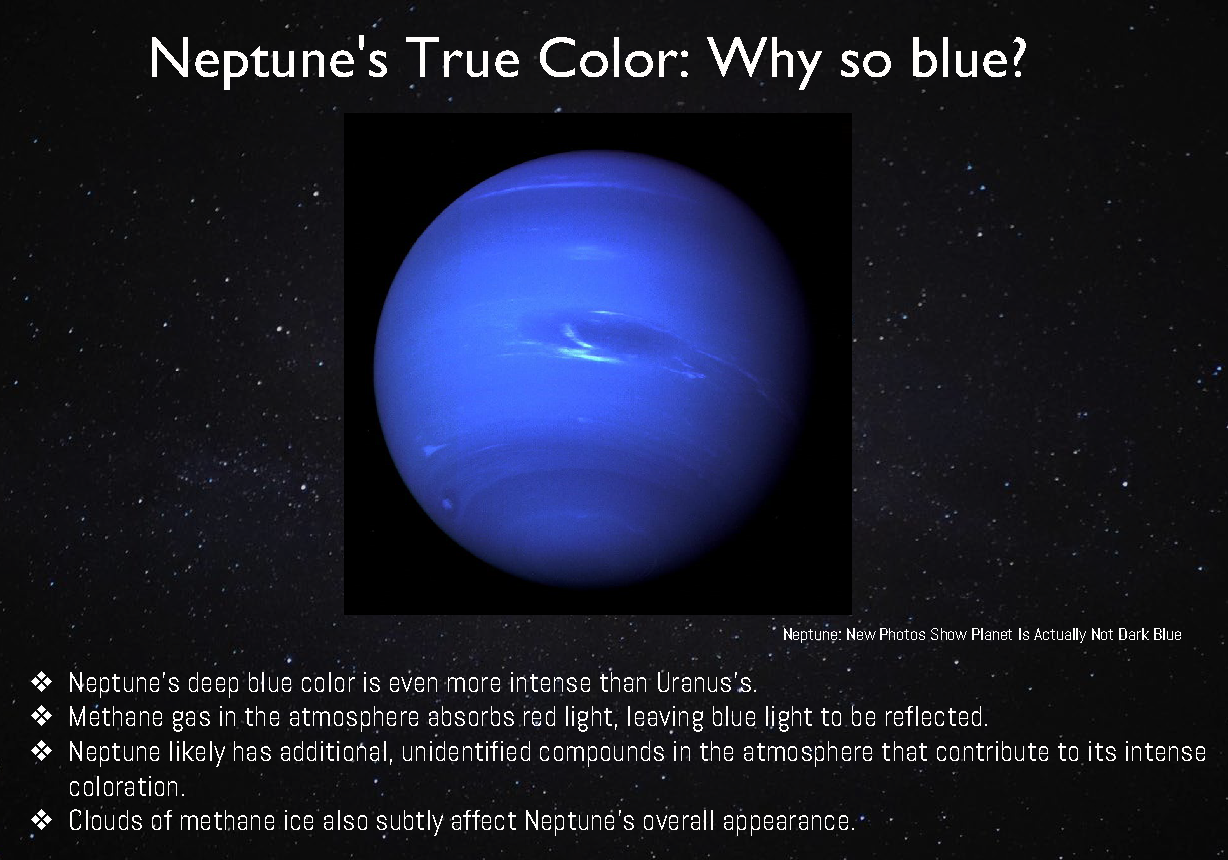 Neptune's True Color: Why so blue?
Neptune: New Photos Show Planet Is Actually Not Dark Blue
❖ Neptune's deep blue color is even more intense than Uranus's.
❖ Methane gas in the atmosphere absorbs red light, leaving blue light to be reflected.
❖ Neptune likely has additional, unidentified compounds in the atmosphere that contribute to its intense
coloration.
❖ Clouds of methane ice also subtly affect Neptune's overall appearance.